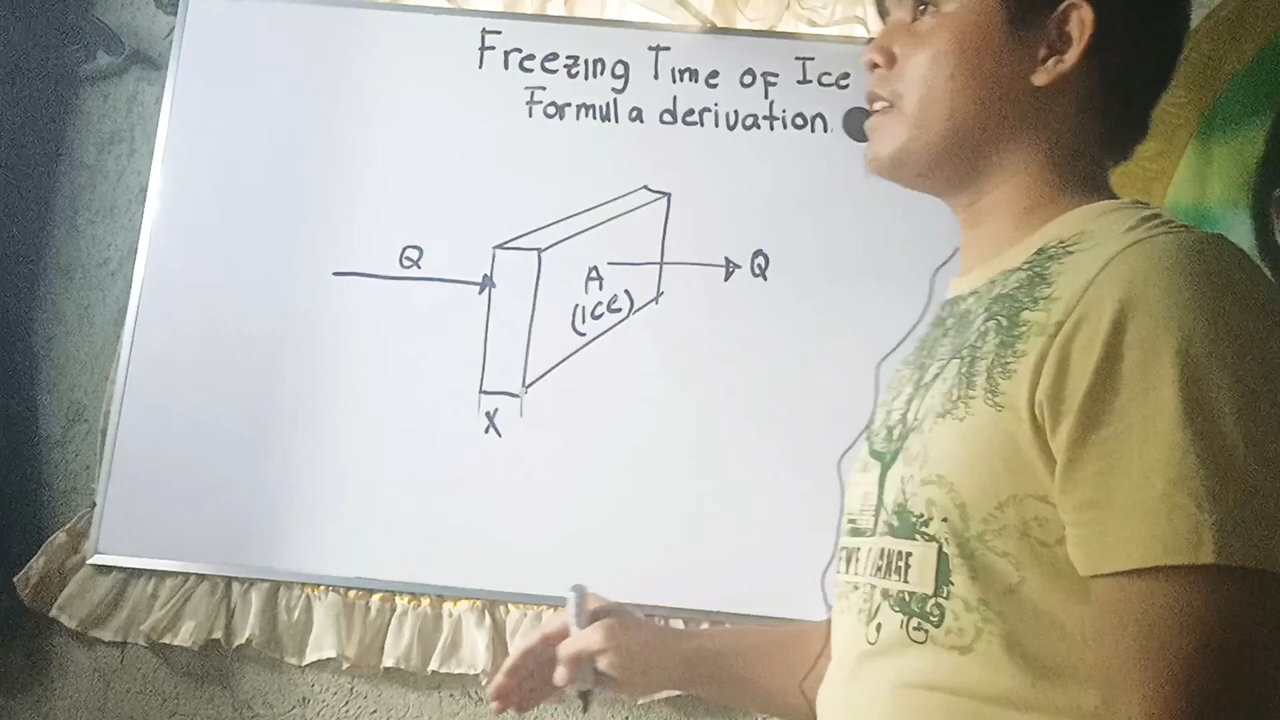 Freezing Time of Ice
Formula derivation.
Q
A
(ice)
Q
X